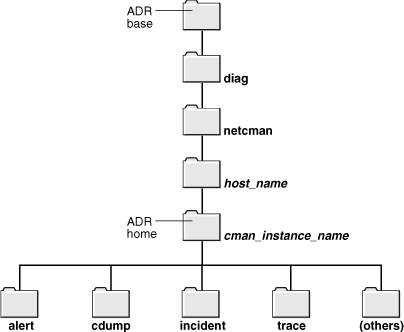 ADR
base
diag
netcman
host_name
ADR
home
cman_instance_name
alert
cdump
incident
trace
(others)